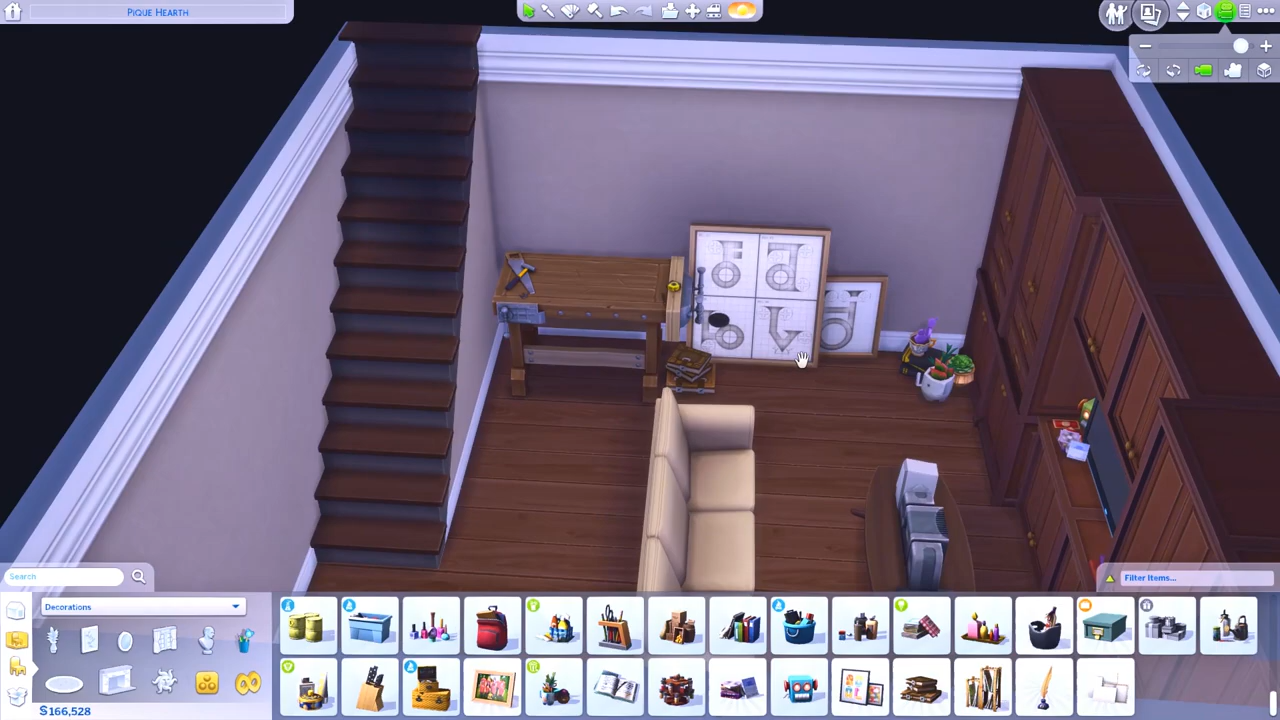 PIQUE HEARTH
Search
Decorations
Filter Items...
$166,528